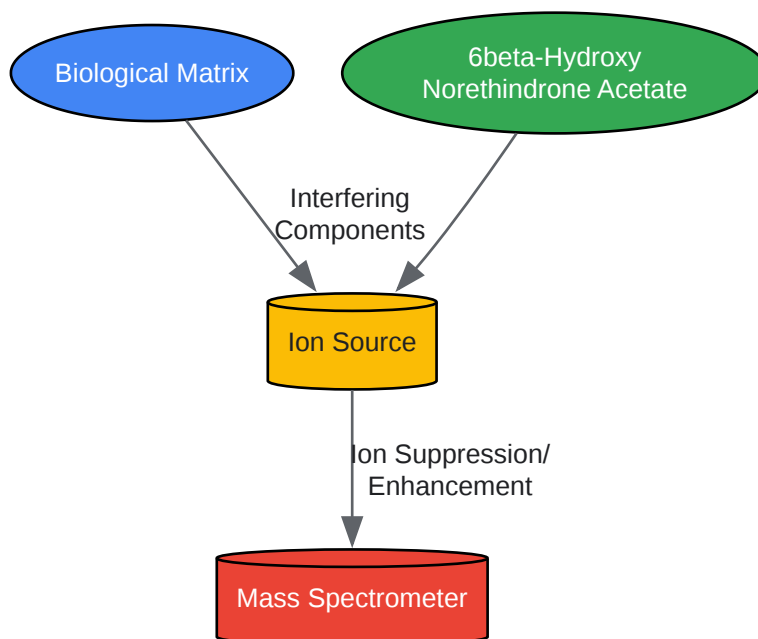 Biological Matrix
6beta-Hydroxy
Norethindrone Acetate
Interfering
Components
Ion Source
Ion Suppression/
Enhancement
Mass Spectrometer